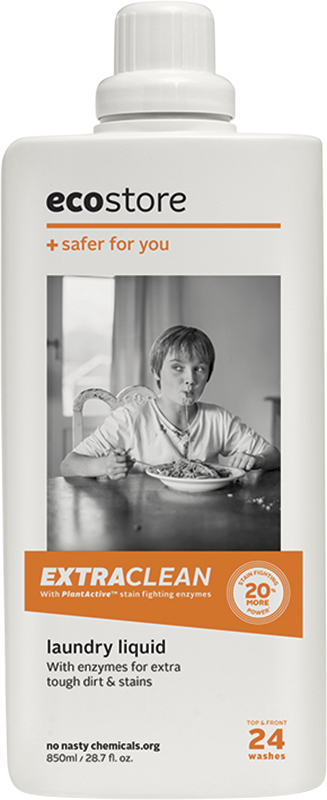 ecostore
+ safer for you
EXTRACLEAN
With PlantActive™ stain fighting enzymes
STAIN FIGHTING
20%
MORE
POWER
laundry liquid
With enzymes for extra
tough dirt & stains
no nasty chemicals.org
850ml / 28.7 fl. oz.
TOP & FRONT
24
washes